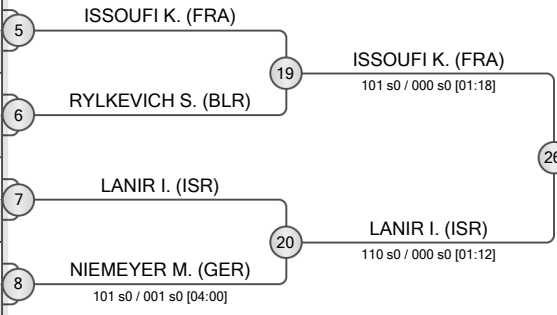 ISSOUFI K. (FRA)
5
19
ISSOUFI K. (FRA)
101 s0 / 000 s0 [01:18]
RYLKEVICH S. (BLR)
6
26
LANIR I. (ISR)
7
20
LANIR I. (ISR)
110 s0 / 000 s0 [01:12]
NIEMEYER M. (GER)
8
101 s0 / 001 s0 [04:00]